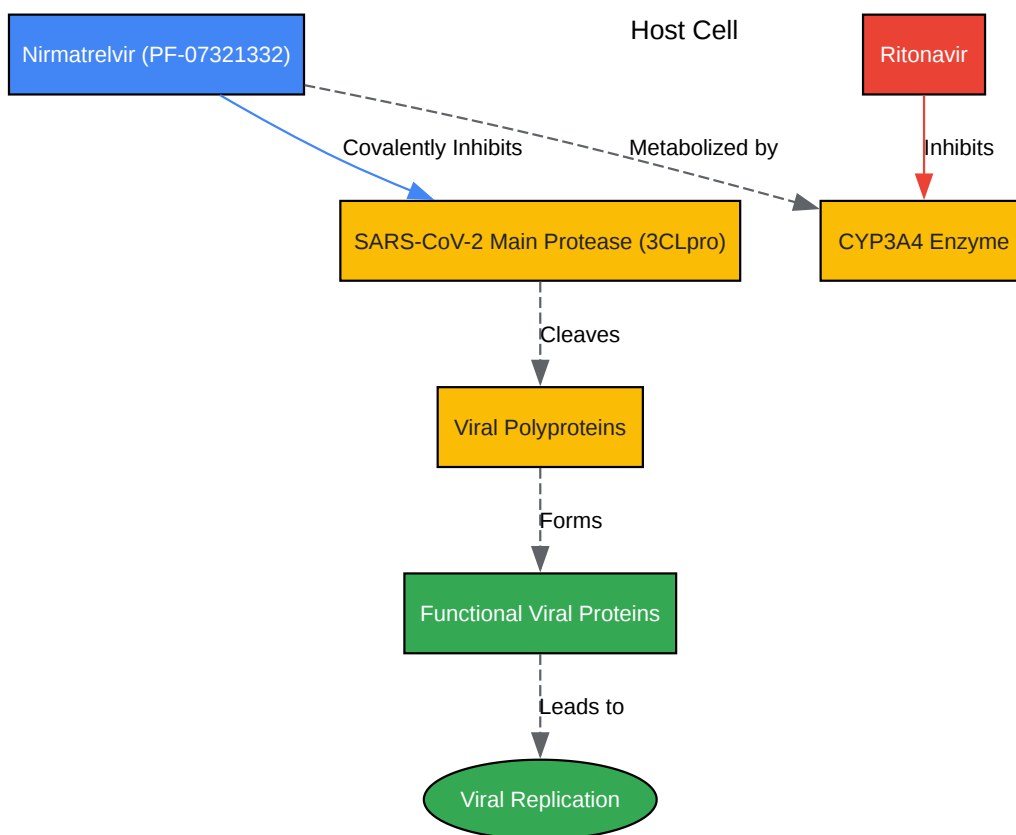 Host Cell
Nirmatrelvir (PF-07321332)
Ritonavir
Covalently Inhibits
Metabolized by
Inhibits
SARS-CoV-2 Main Protease (3CLpro)
CYP3A4 Enzyme
Cleaves
Viral Polyproteins
Forms
Functional Viral Proteins
Leads to
Viral Replication